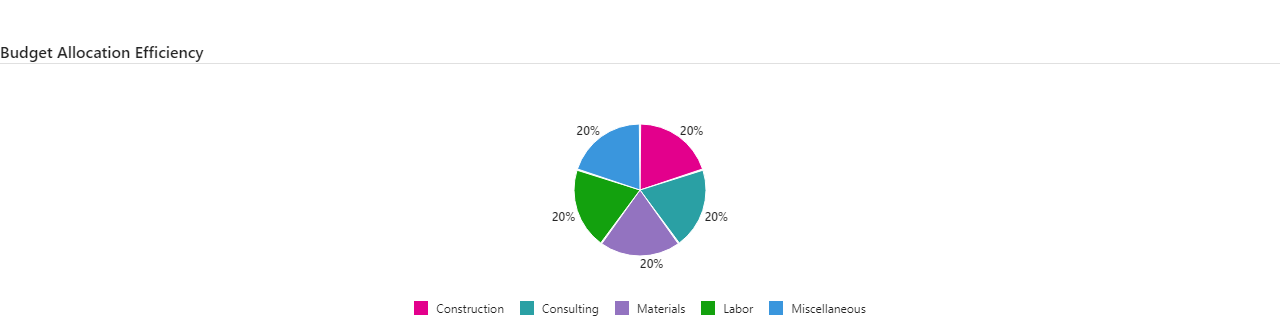 Budget Allocation Efficiency
20% 20%
20% 20%
20%
Construction Consulting Materials Labor Miscellaneous